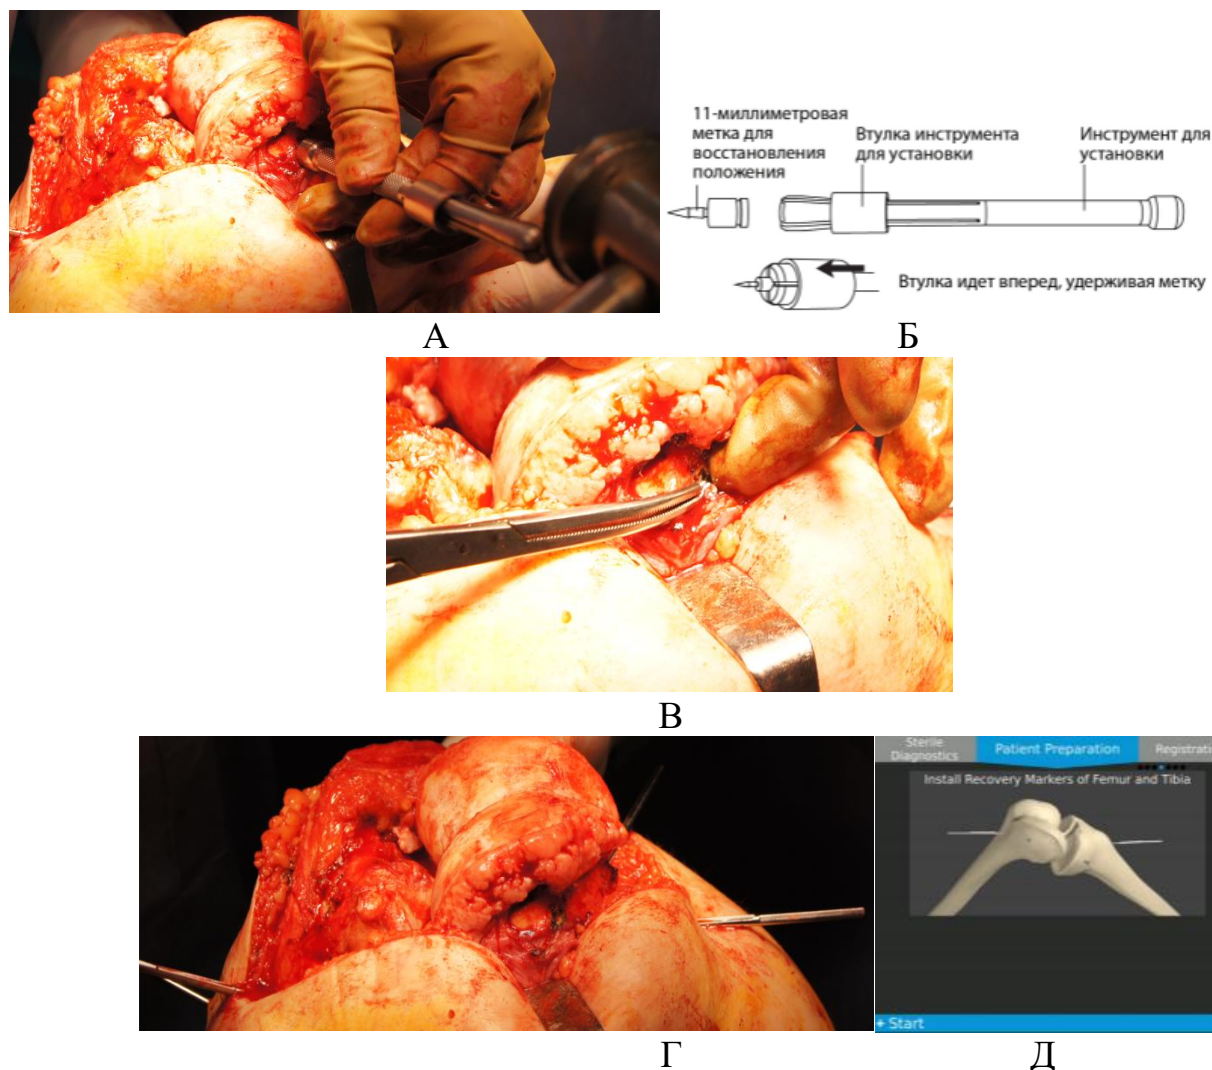 11-миллиметровая
метка для
восстановления
положения
Втулка инструмента
для установки
Инструмент для
установки
Втулка идет вперед, удерживая метку
А
Б
В
Sterile
Diagnostics
Patient Preparation
Registrati
Install Recovery Markers of Femur and Tibia
+ Start
Г
Д